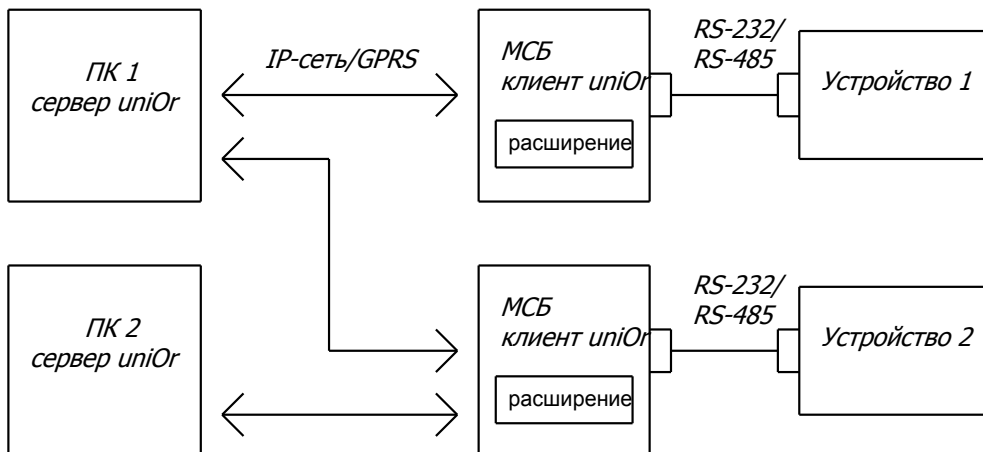 ПК 1
сервер uniOr
IP-сеть/GPRS
МСБ
клиент uniOr
расширение
RS-232/
RS-485
Устройство 1
ПК 2
сервер uniOr
МСБ
клиент uniOr
расширение
RS-232/
RS-485
Устройство 2